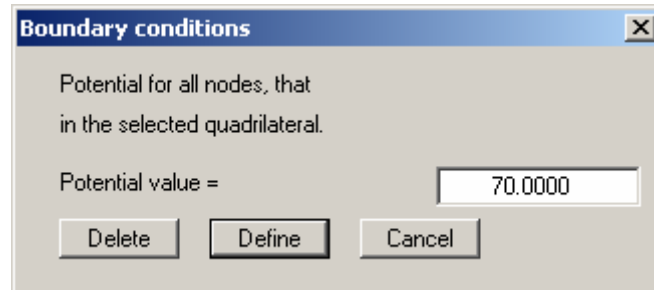 Boundary conditions
Potential for all nodes, that
in the selected quadrilateral.
Potential value = 70.0000
Delete Define Cancel